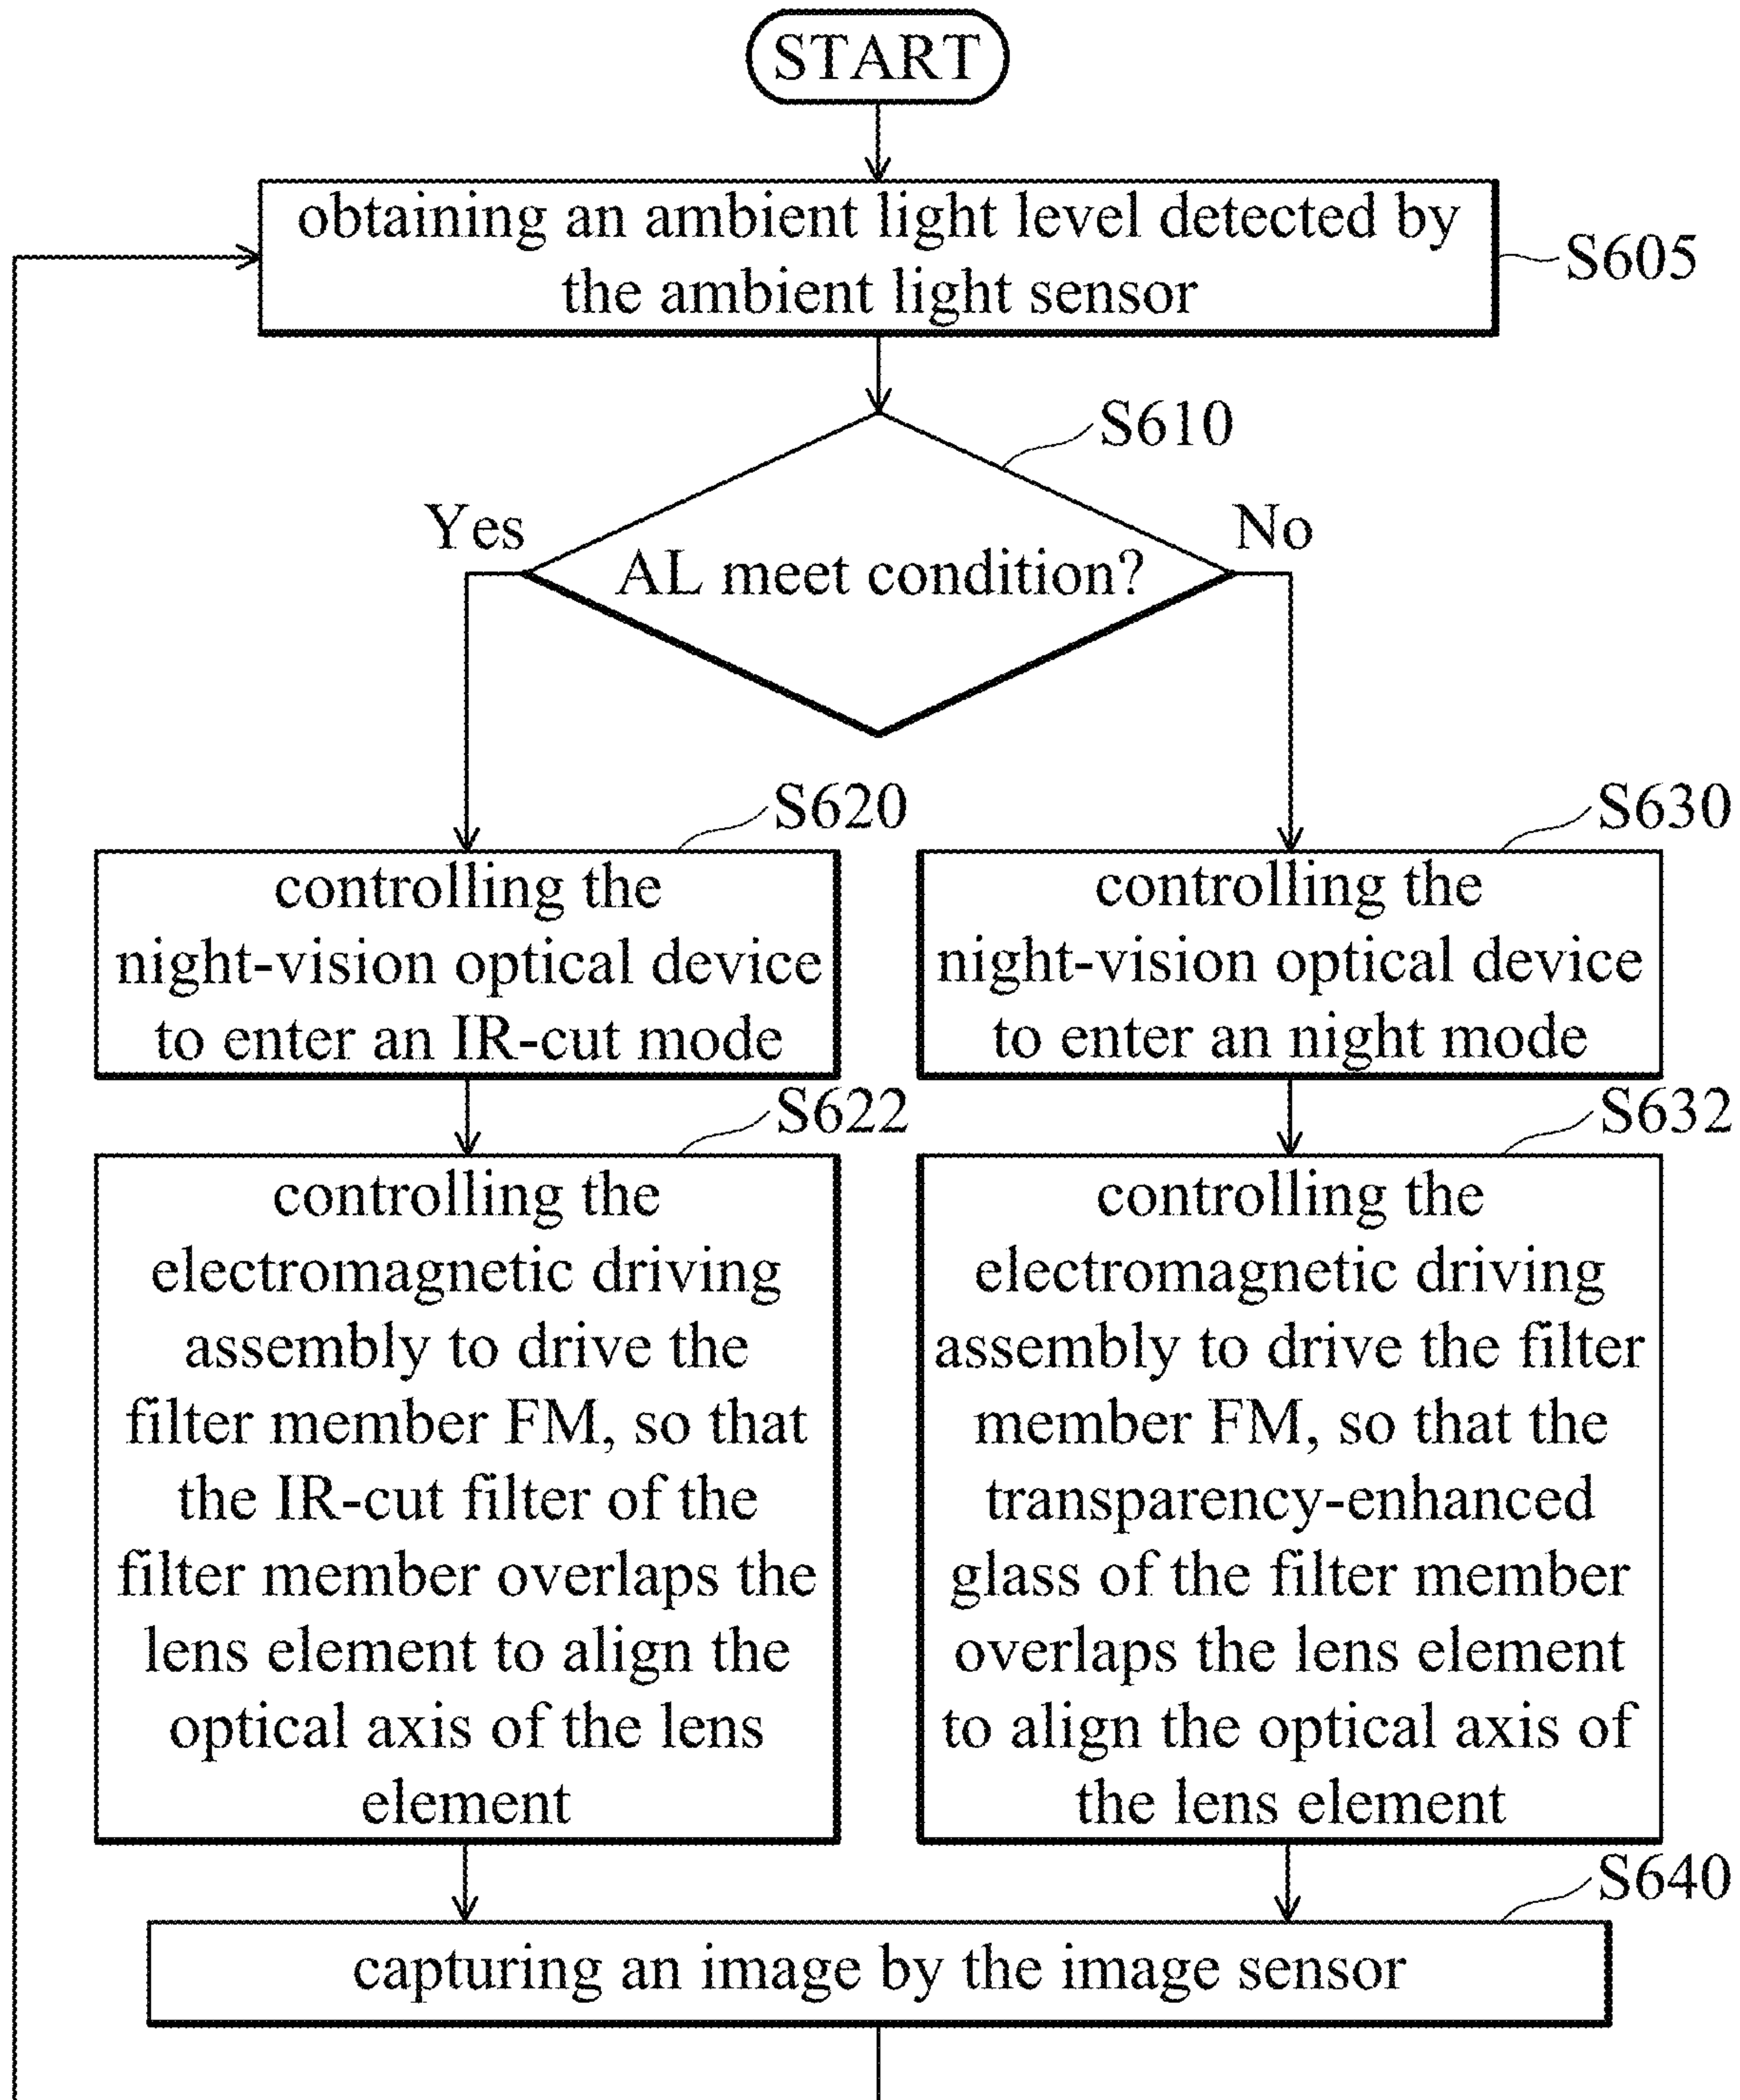 START
obtaining an ambient light level detected by
the ambient light sensor
S605
S610
Yes
No
AL meet condition?
S620
controlling the
night-vision optical device
to enter an IR-cut mode
S630
controlling the
night-vision optical device
to enter an night mode
S622
controlling the
electromagnetic driving
assembly to drive the
filter member FM, so that
the IR-cut filter of the
filter member overlaps the
lens element to align the
optical axis of the lens
element
S632
controlling the
electromagnetic driving
assembly to drive the filter
member FM, so that the
transparency-enhanced
glass of the filter member
overlaps the lens element
to align the optical axis of
the lens element
S640
capturing an image by the image sensor